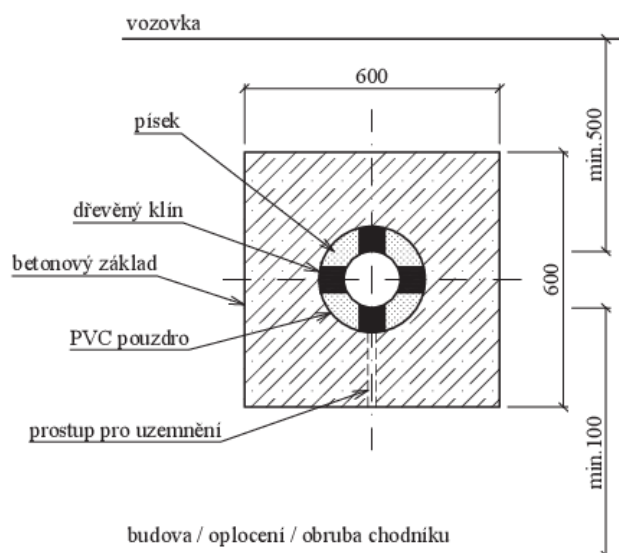 vozovka
600
písek
min.500
dřevěný klín
betonový základ
600
PVC pouzdro
prostup pro uzemnění
min.100
budova / oplocení / obruba chodníku